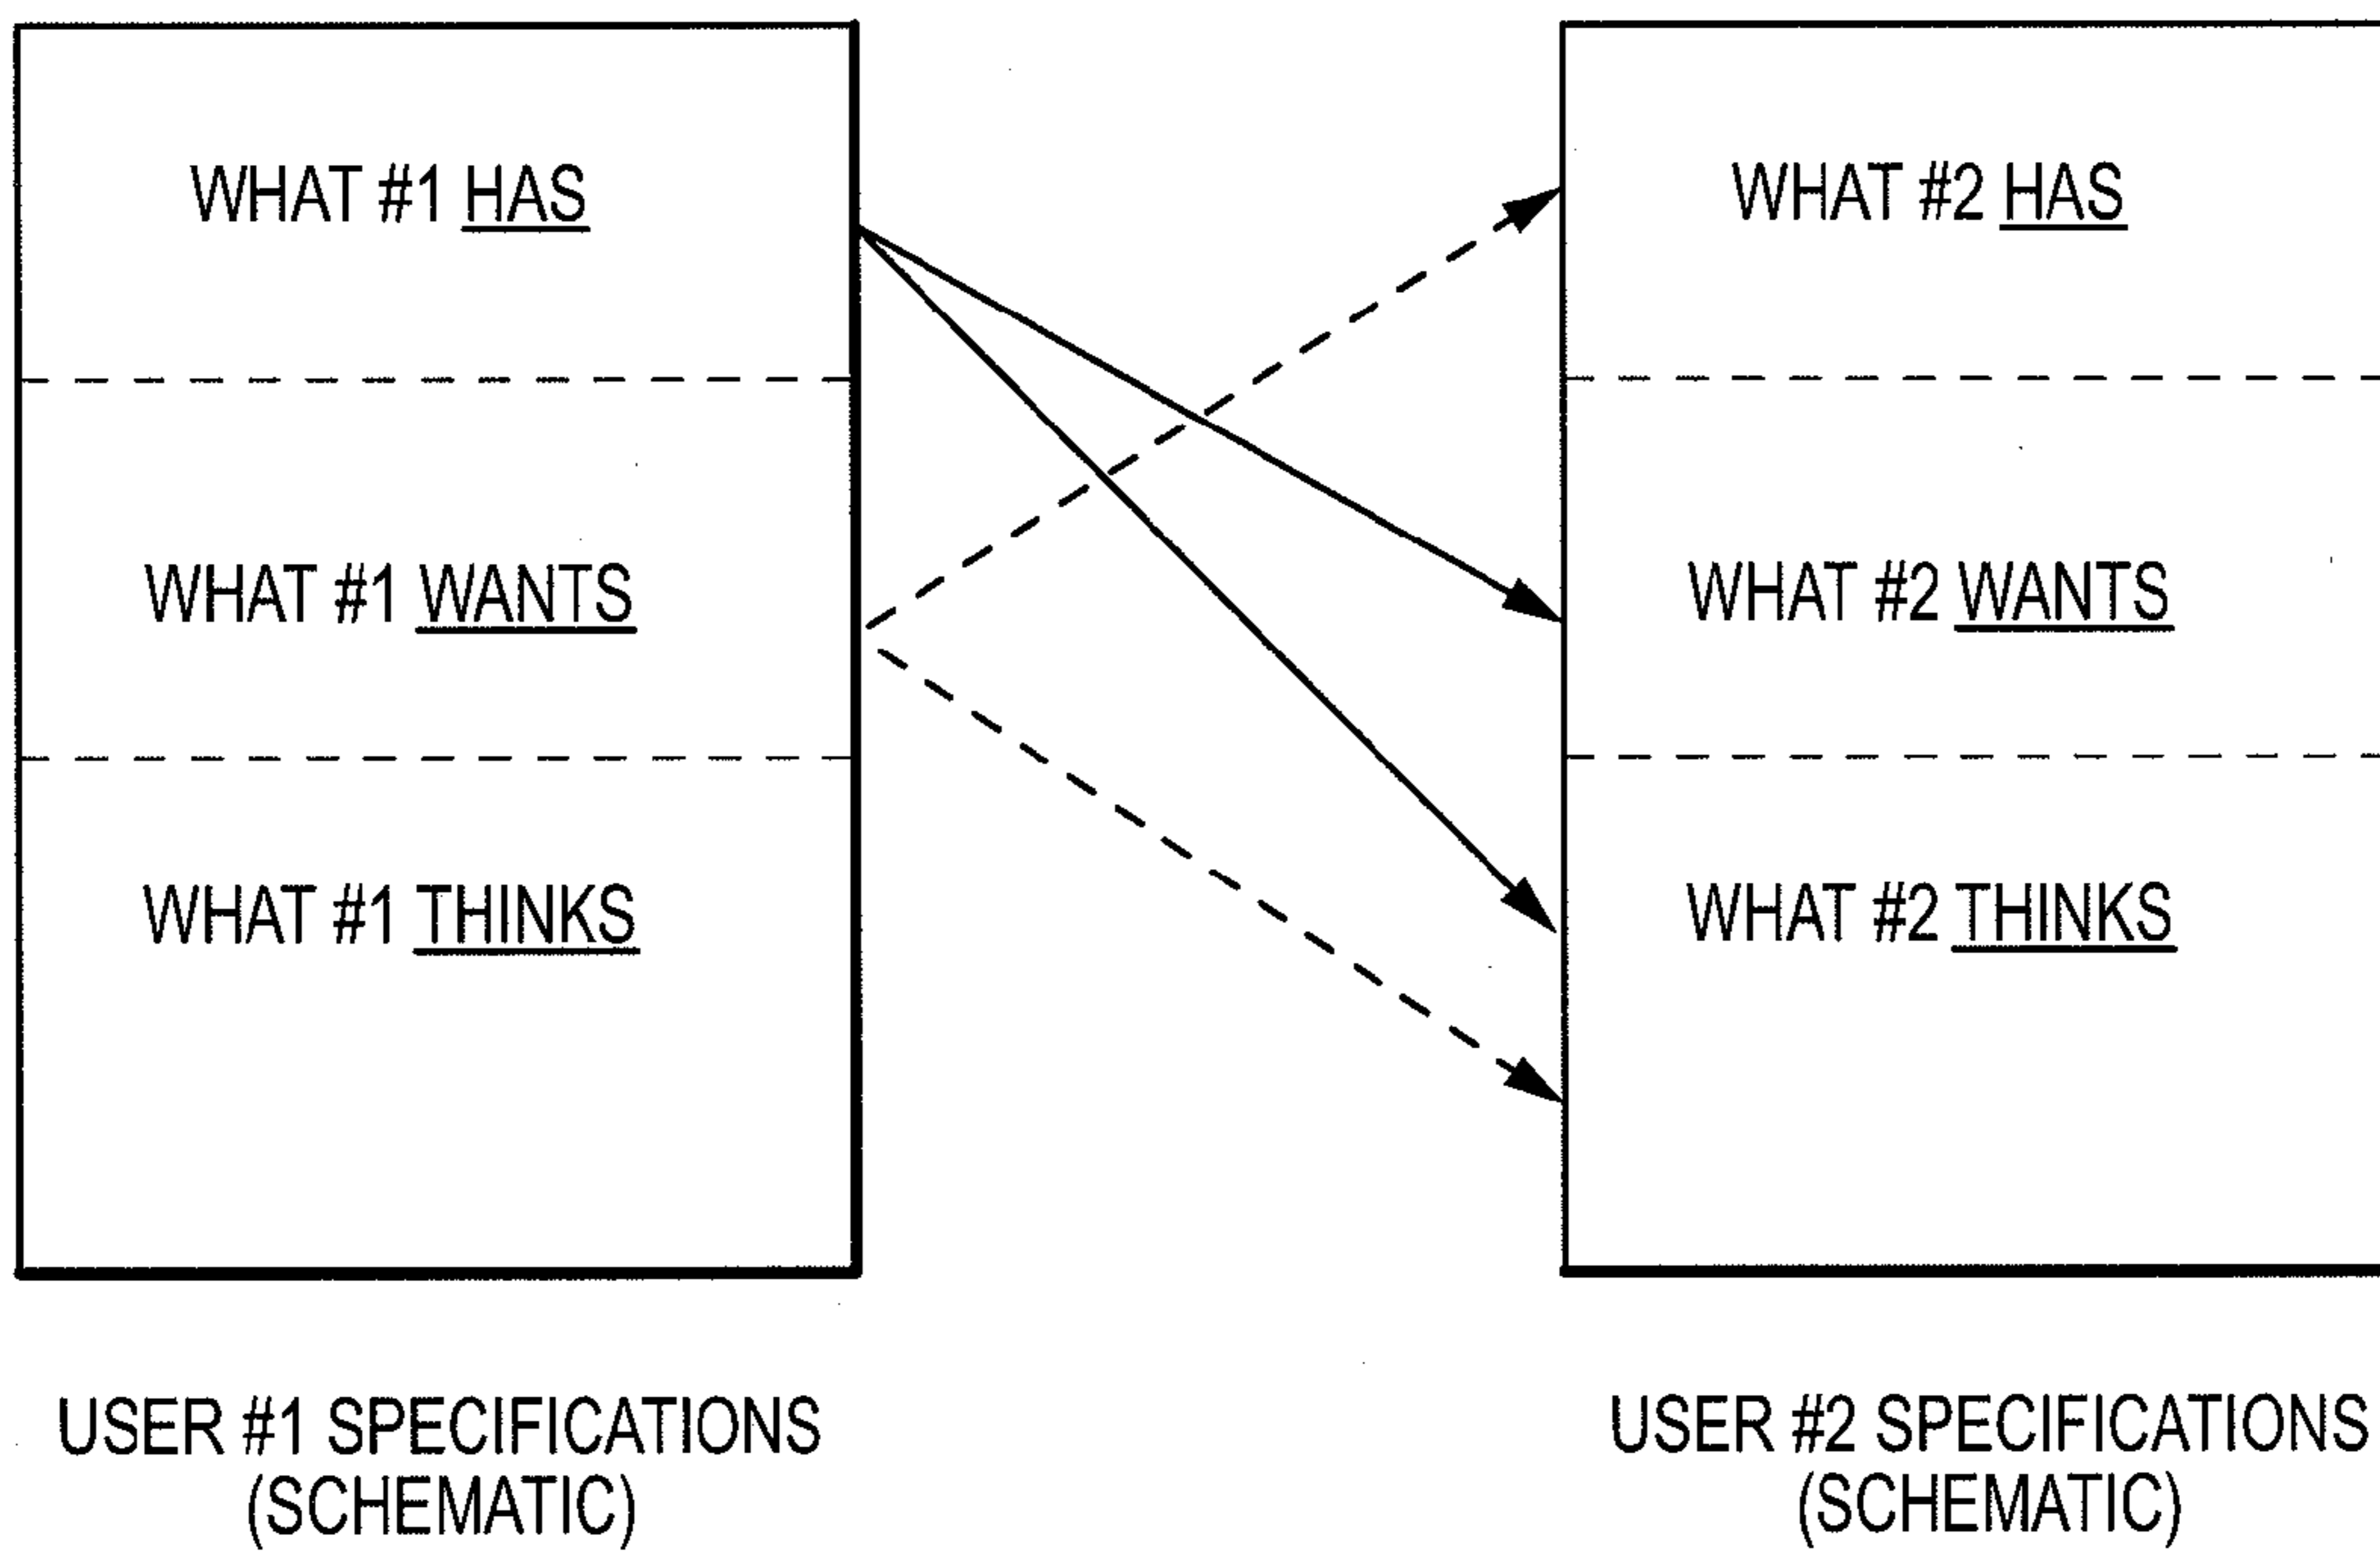 WHAT #1 HAS
WHAT #1 WANTS
WHAT #1 THINKS
USER #1 SPECIFICATIONS
(SCHEMATIC)
WHAT #2 HAS
WHAT #2 WANTS
WHAT #2 THINKS
USER #2 SPECIFICATIONS
(SCHEMATIC)